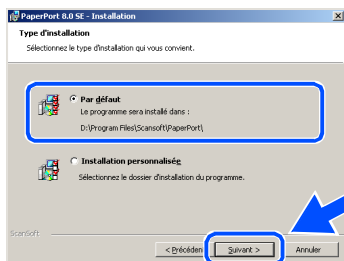 PaperPort 8.0 SE - Installation
Type d'installation
Sélectionnez le type d'installation qui vous convient.
Par défaut
Le programme sera installé dans :
D:\Program Files\Scansoft\PaperPort\
Installation personnalisée
Sélectionnez le dossier d'installation du programme.
ScanSoft
< Précéden
Suivant >
Annuler